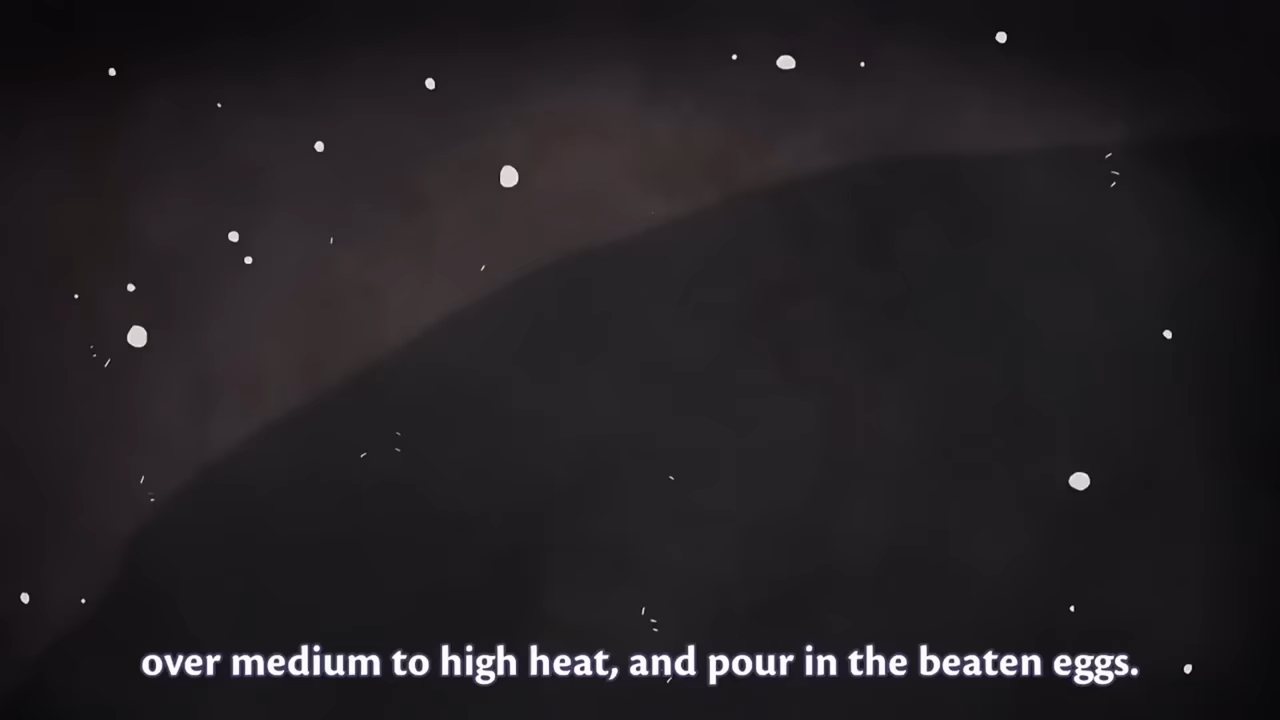 over medium to high heat, and pour in the beaten eggs.